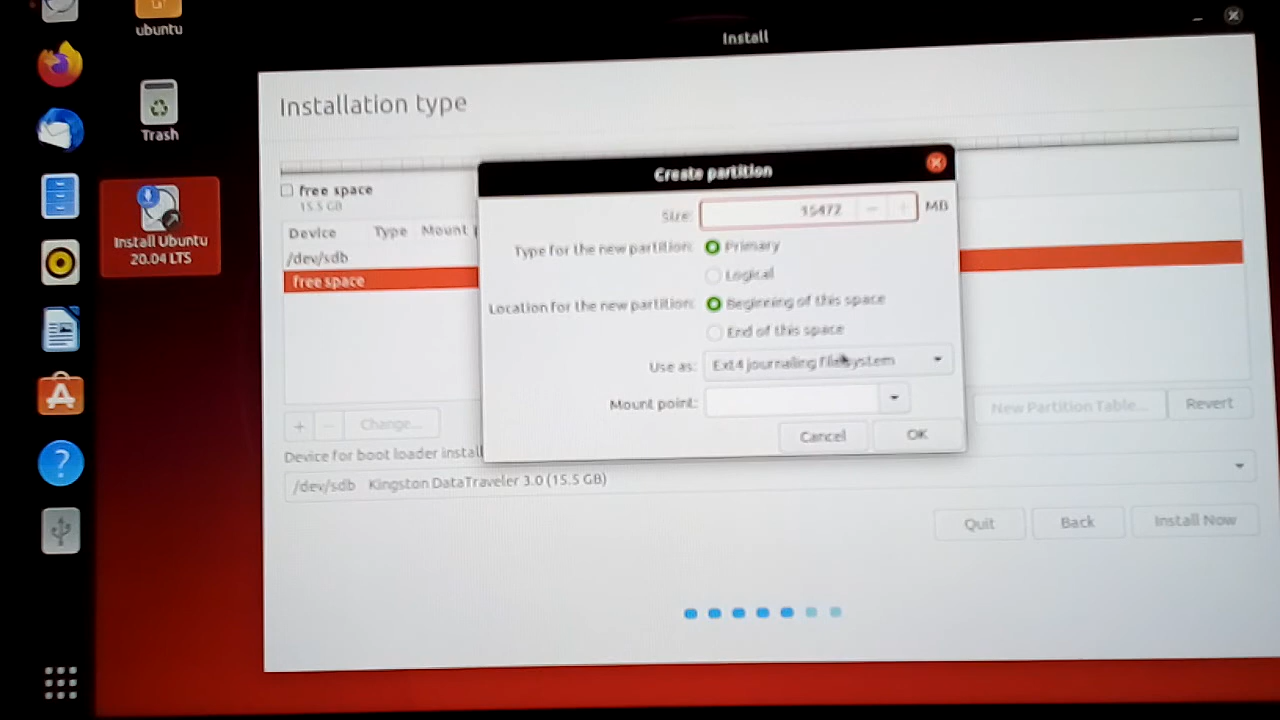 ubuntu
Install
Installation type
Trash
Create partition
free space
15.5 GB
Size: 15472 MB
Device Type Mount
Type for the new partition: Primary
/dev/sdb
Logical
free space
Location for the new partition: Beginning of this space
End of this space
Install Ubuntu
20.04 LTS
Use as: Ext4 journaling file system
Mount point:
+ - Change... New Partition Table... Revert
Cancel OK
Device for boot loader instal
/dev/sdb Kingston DataTraveler 3.0 (15.5 GB)
Quit Back Install Now